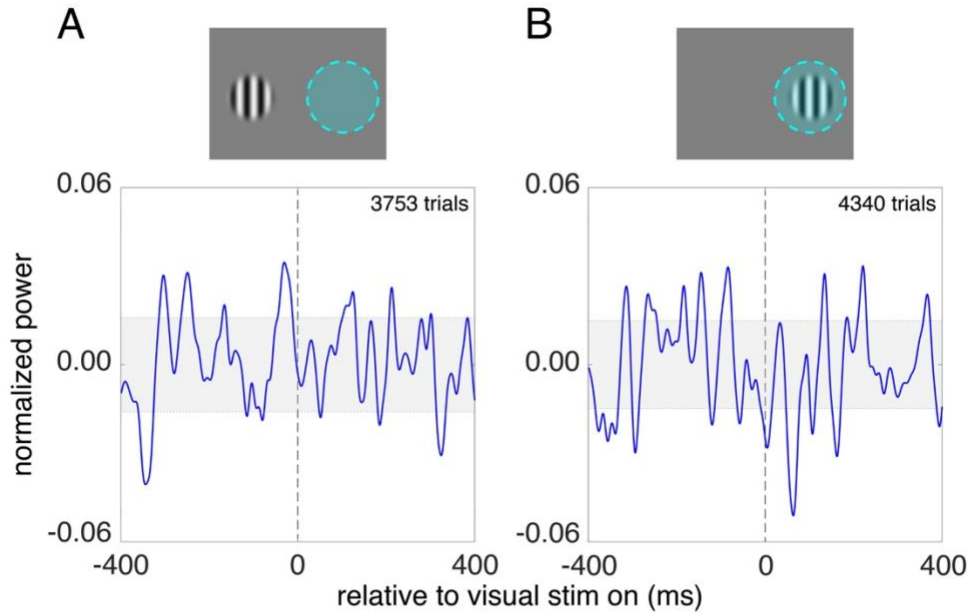 A
B
0.06
3753 trials
4340 trials
normalized power
0.00
0.00
-0.06
-0.06
-400
0
400
-400
0
400
relative to visual stim on (ms)